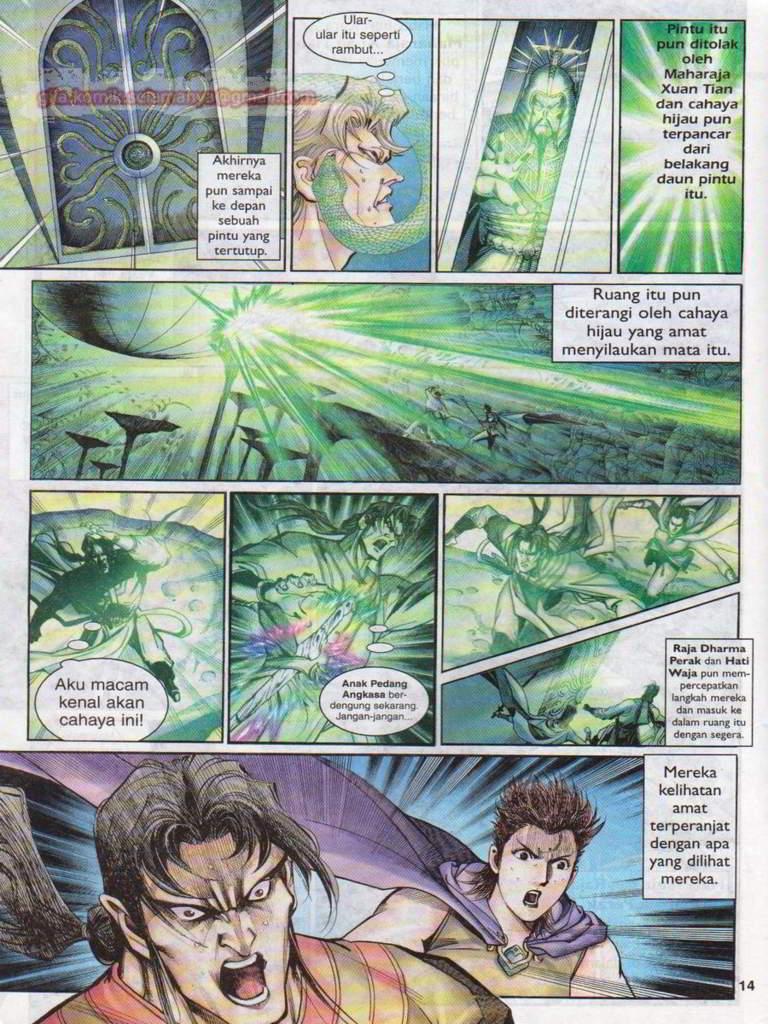 Akhirnya
mereka
pun sampai
ke depan
sebuah
pintu yang
tertutup.
Ular-
ular itu seperti
rambut...
Pintu itu
pun ditolak
oleh
Maharaja
Xuan Tian
dan cahaya
hijau pun
terpancar
dari
belakang
daun pintu
itu.
Ruang itu pun
diterangi oleh cahaya
hijau yang amat
menyilaukan mata itu.
Aku macam
kenal akan
cahaya ini!
Anak Pedang
Angkasa ber-
dengung sekarang.
Jangan-jangan...
Raja Dharma
Perak dan Hati
Waja pun mem-
percepatkan
langkah mereka
dan masuk ke
dalam ruang itu
dengan segera.
Mereka
kelihatan
amat
terperanjat
dengan apa
yang dilihat
mereka.
14